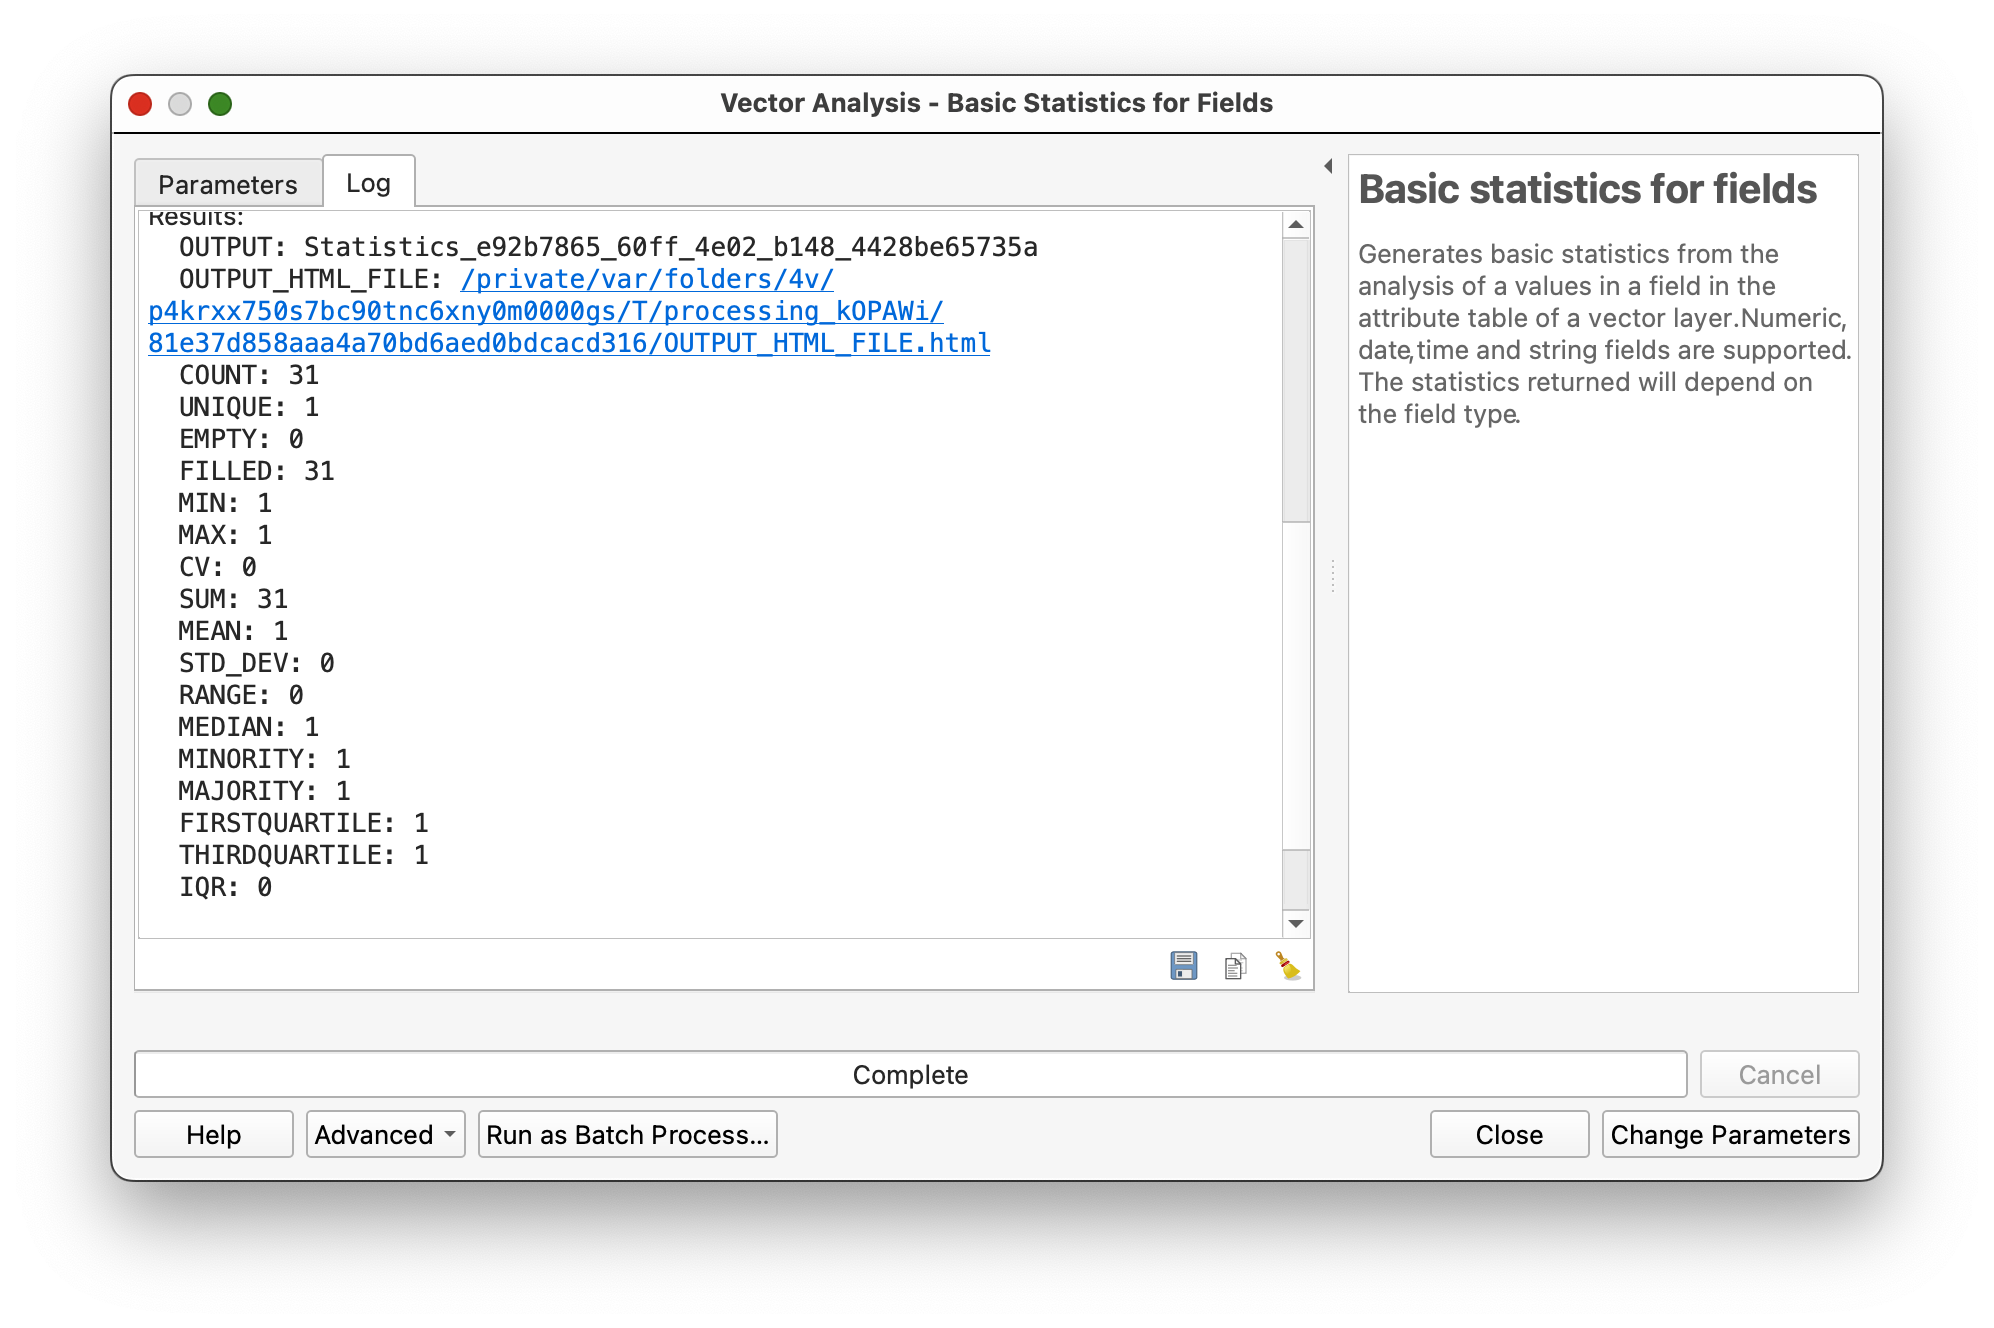 Vector Analysis - Basic Statistics for Fields
Parameters
Log
Results:
OUTPUT: Statistics_e92b7865_60ff_4e02_b148_4428be65735a
OUTPUT_HTML_FILE: /private/var/folders/4v/
p4krxx750s7bc90tnc6xny0m0000gs/T/processing_kOPAWi/
81e37d858aaa4a70bd6aed0bdcacd316/OUTPUT_HTML_FILE.html
COUNT: 31
UNIQUE: 1
EMPTY: 0
FILLED: 31
MIN: 1
MAX: 1
CV: 0
SUM: 31
MEAN: 1
STD_DEV: 0
RANGE: 0
MEDIAN: 1
MINORITY: 1
MAJORITY: 1
FIRSTQUARTILE: 1
THIRDQUARTILE: 1
IQR: 0
Basic statistics for fields
Generates basic statistics from the
analysis of a values in a field in the
attribute table of a vector layer.Numeric,
date,time and string fields are supported.
The statistics returned will depend on
the field type.
Complete
Cancel
Help
Advanced
Run as Batch Process...
Close
Change Parameters